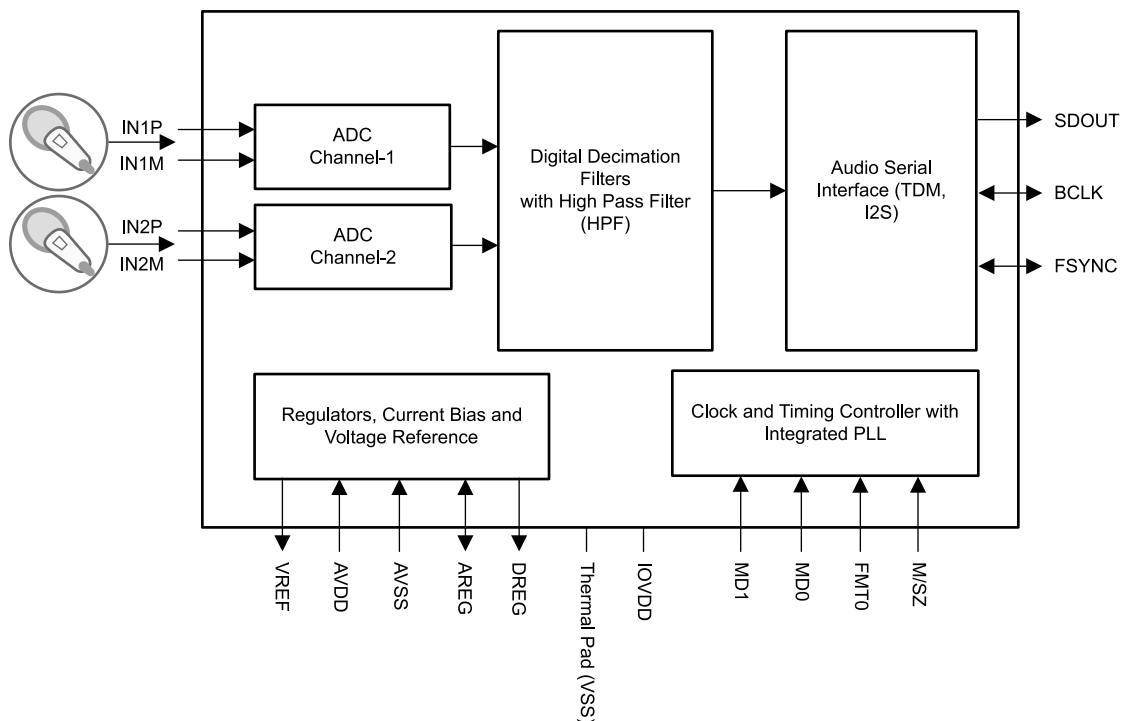 IN1P
IN1M
IN2P
IN2M
ADC
Channel-1
ADC
Channel-2
Digital Decimation
Filters
with High Pass Filter
(HPF)
Audio Serial
Interface (TDM,
I2S)
SDOUT
BCLK
FSYNC
Regulators, Current Bias and
Voltage Reference
Clock and Timing Controller with
Integrated PLL
VREF
AVDD
AVSS
AREG
DREG
Thermal Pad (VSS)
IOVDD
MD1
MD0
FMT0
M/SZ